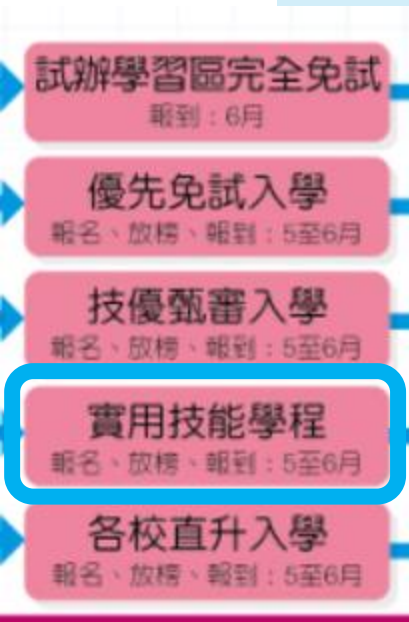 試辦學習區完全免試
報到：6月
優先免試入學
報名、放榜、報到：5至6月
技優甄審入學
報名、放榜、報到：5至6月
實用技能學程
報名、放榜、報到：5至6月
各校直升入學
報名、放榜、報到：5至6月